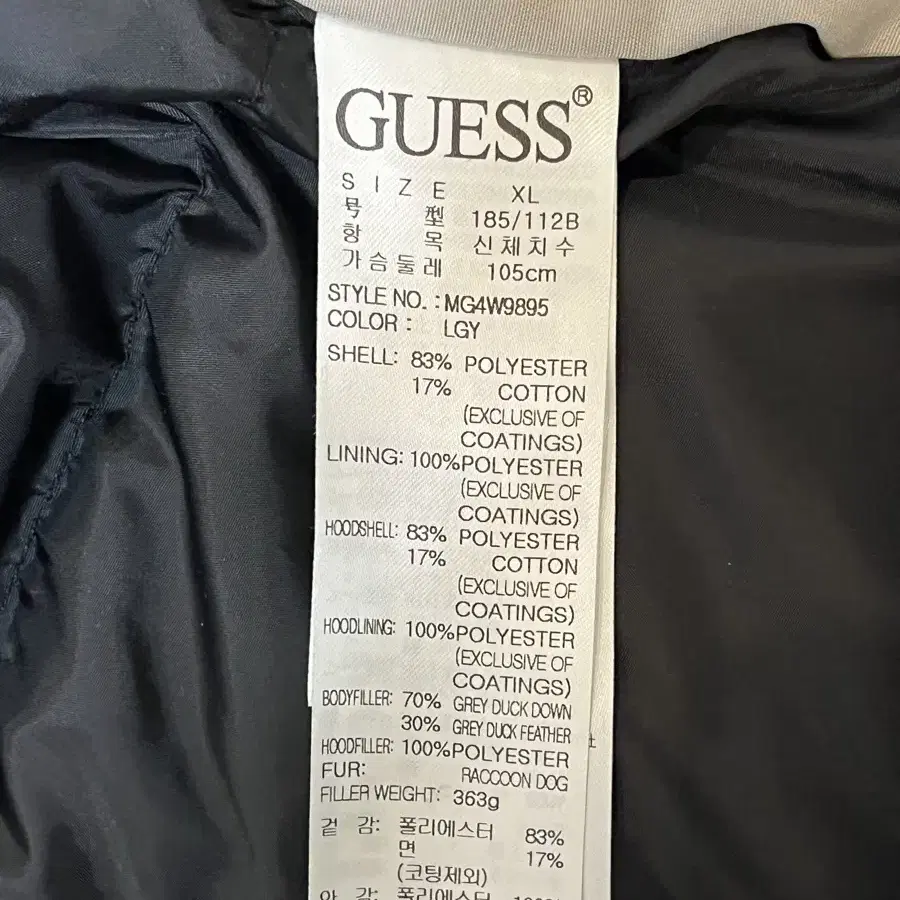 GUESS®
SIZE XL
号型 185/112B
항목 신체치수
가슴둘레 105cm
STYLE NO. : MG4W9895
COLOR : LGY
SHELL: 83% POLYESTER
17% COTTON
(EXCLUSIVE OF
COATINGS)
LINING: 100% POLYESTER
(EXCLUSIVE OF
COATINGS)
HOODSHELL: 83% POLYESTER
17% COTTON
(EXCLUSIVE OF
COATINGS)
HOODLINING: 100% POLYESTER
(EXCLUSIVE OF
COATINGS)
BODYFILLER: 70% GREY DUCK DOWN
30% GREY DUCK FEATHER
HOODFILLER: 100% POLYESTER
FUR: RACCOON DOG
FILLER WEIGHT: 363g
겉감: 폴리에스터 83%
면 17%
(코팅제외)